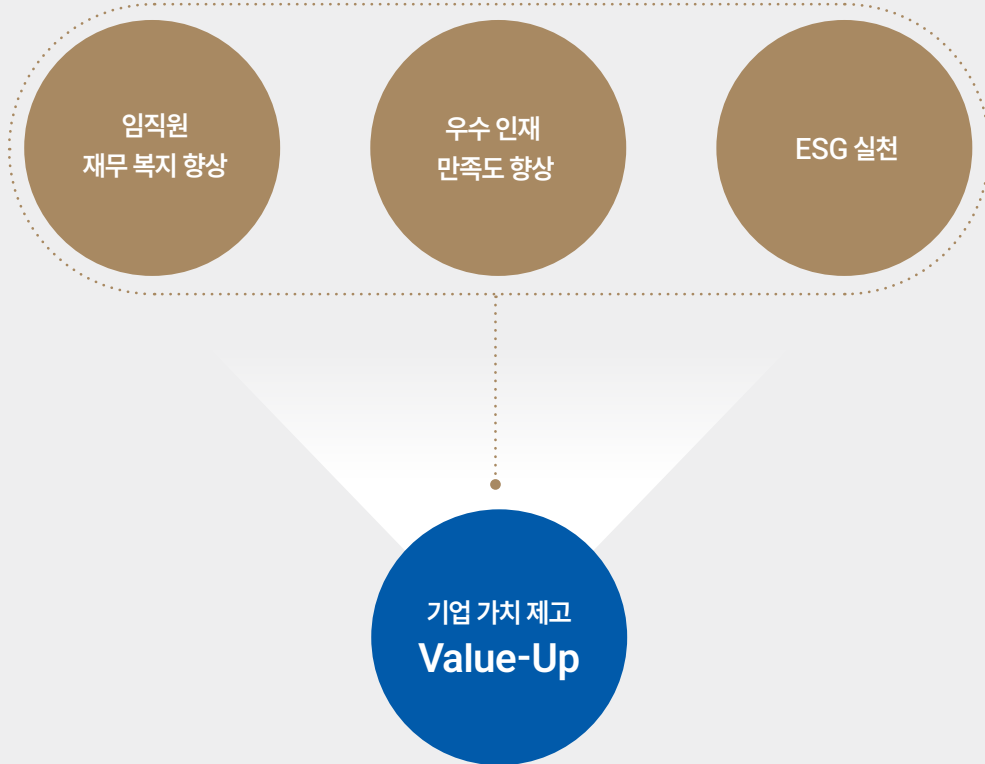 임직원
재무 복지 향상
우수 인재
만족도 향상
ESG 실천
기업 가치 제고
Value-Up